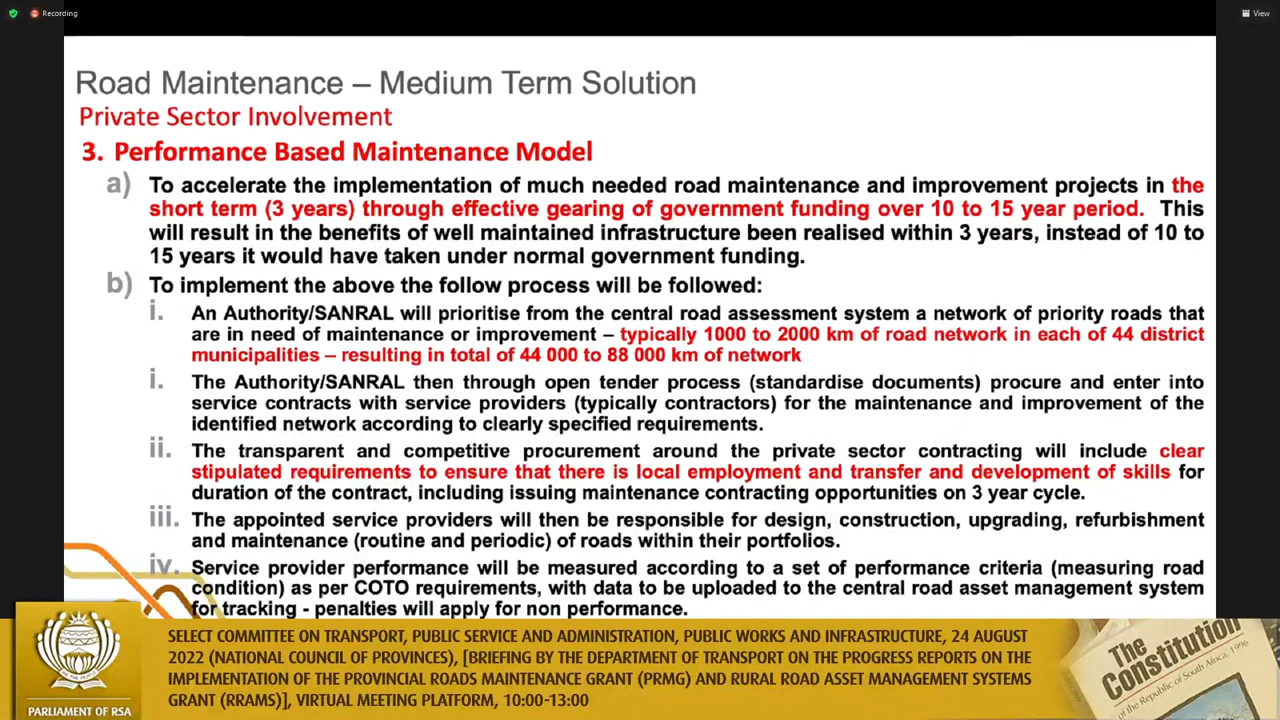 Recording
View
Road Maintenance – Medium Term Solution
Private Sector Involvement
3. Performance Based Maintenance Model
a) To accelerate the implementation of much needed road maintenance and improvement projects in the
short term (3 years) through effective gearing of government funding over 10 to 15 year period. This
will result in the benefits of well maintained infrastructure been realised within 3 years, instead of 10 to
15 years it would have taken under normal government funding.
b) To implement the above the follow process will be followed:
i. An Authority/SANRAL will prioritise from the central road assessment system a network of priority roads that
are in need of maintenance or improvement – typically 1000 to 2000 km of road network in each of 44 district
municipalities – resulting in total of 44 000 to 88 000 km of network
i. The Authority/SANRAL then through open tender process (standardise documents) procure and enter into
service contracts with service providers (typically contractors) for the maintenance and improvement of the
identified network according to clearly specified requirements.
ii. The transparent and competitive procurement around the private sector contracting will include clear
stipulated requirements to ensure that there is local employment and transfer and development of skills for
duration of the contract, including issuing maintenance contracting opportunities on 3 year cycle.
iii. The appointed service providers will then be responsible for design, construction, upgrading, refurbishment
and maintenance (routine and periodic) of roads within their portfolios.
iv. Service provider performance will be measured according to a set of performance criteria (measuring road
condition) as per COTO requirements, with data to be uploaded to the central road asset management system
for tracking - penalties will apply for non performance.
SELECT COMMITTEE ON TRANSPORT, PUBLIC SERVICE AND ADMINISTRATION, PUBLIC WORKS AND INFRASTRUCTURE, 24 AUGUST
2022 (NATIONAL COUNCIL OF PROVINCES), [BRIEFING BY THE DEPARTMENT OF TRANSPORT ON THE PROGRESS REPORTS ON THE
IMPLEMENTATION OF THE PROVINCIAL ROADS MAINTENANCE GRANT (PRMG) AND RURAL ROAD ASSET MANAGEMENT SYSTEMS
GRANT (RRAMS)], VIRTUAL MEETING PLATFORM, 10:00-13:00
PARLIAMENT OF RSA
The
Constitution
of the Republic of South Africa, 1996